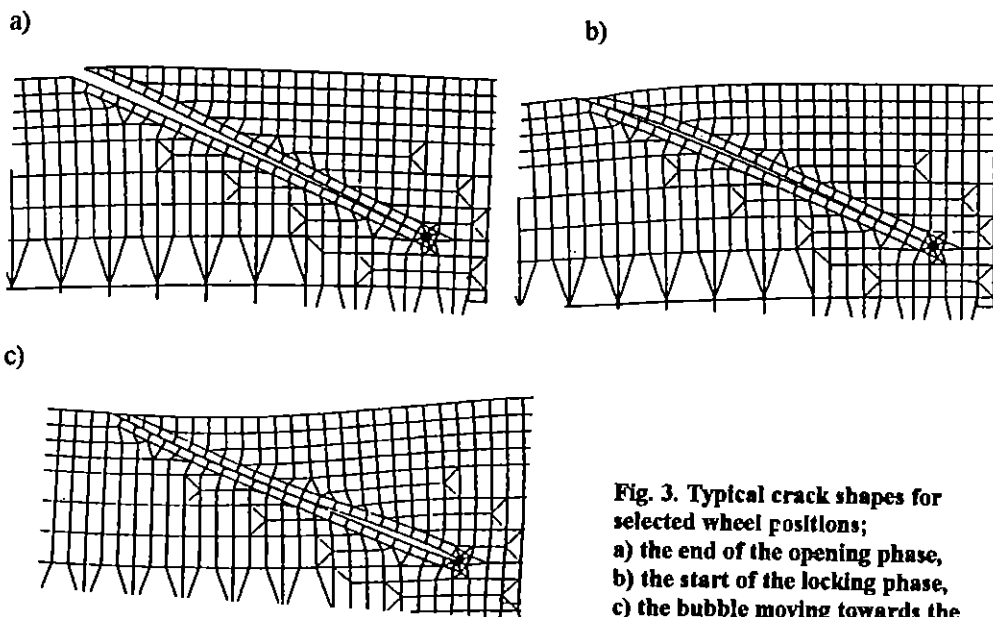 a)
b)
c)
Fig. 3. Typical crack shapes for
selected wheel positions;
a) the end of the opening phase,
b) the start of the locking phase,
c) the bubble moving towards the